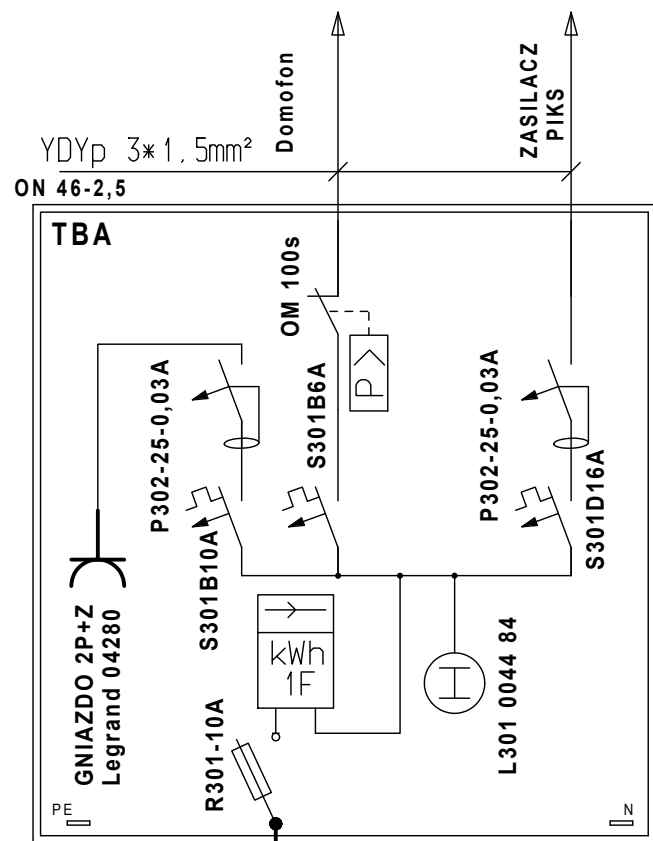 Domofon
ZASILACZ
PIKS
YDYp 3*1,5mm²
ON 46-2,5
TBA
OM 100s
P>
P302-25-0,03A
S301B6A
P302-25-0,03A
S301B10A
S301D16A
GNIAZDO 2P+Z
Legrand 04280
kWh
1F
L301 0044 84
R301-10A
PE
N